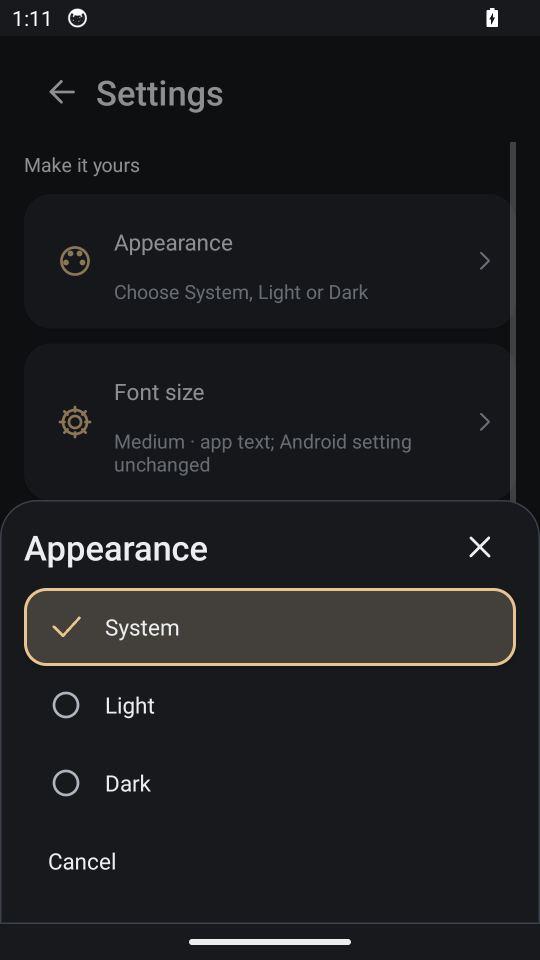 1:11
Settings
Make it yours
Appearance
Choose System, Light or Dark
Font size
Medium · app text; Android setting
unchanged
Appearance
System
Light
Dark
Cancel